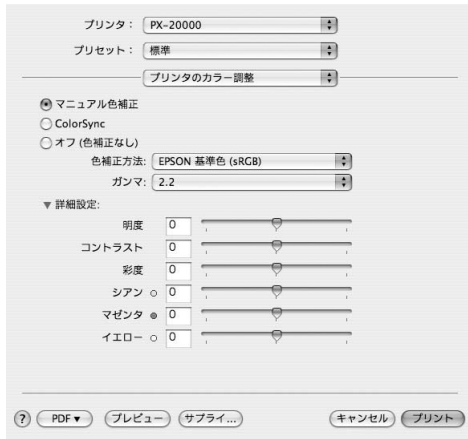 プリンタ： PX-20000
プリセット： 標準
プリンタのカラー調整
マニュアル色補正
ColorSync
オフ (色補正なし)
色補正方法: EPSON 基準色 (sRGB)
ガンマ: 2.2
▼ 詳細設定:
明度 0
コントラスト 0
彩度 0
シアン 0
マゼンタ 0
イエロー 0
? PDF▼ プレビュー サプライ... キャンセル プリント